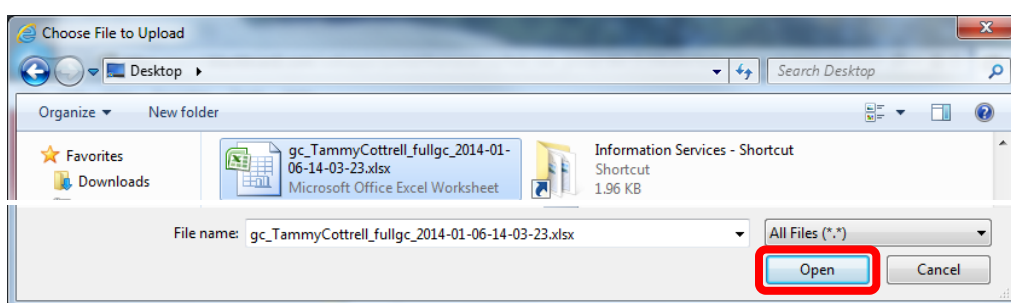 Choose File to Upload
Desktop
Search Desktop
Organize
New folder
Favorites
gc_TammyCottrell_fullgc_2014-01-
06-14-03-23.xlsx
Microsoft Office Excel Worksheet
Information Services - Shortcut
Shortcut
1.96 KB
Downloads
File name:
gc_TammyCottrell_fullgc_2014-01-06-14-03-23.xlsx
All Files (*.*)
Open
Cancel